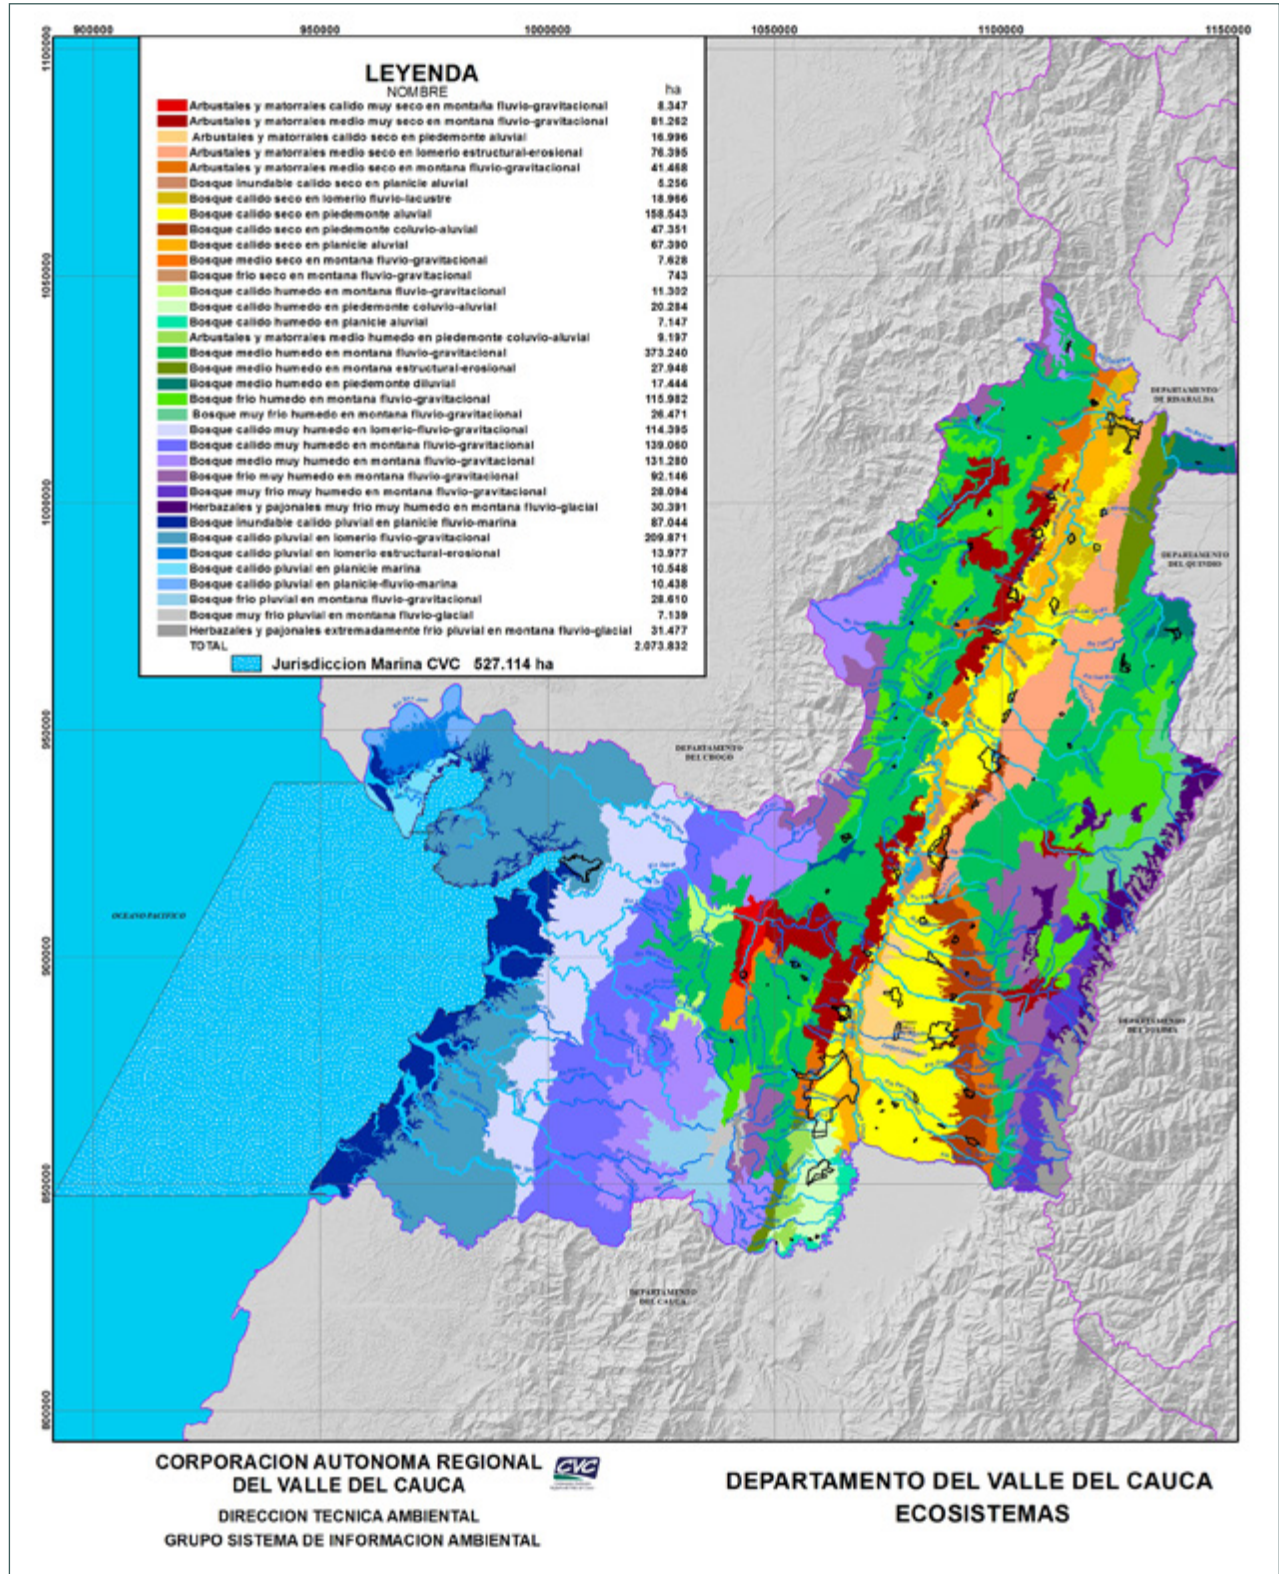 900000 950000 1000000 1050000 1100000 1150000
1100000
1050000
1000000
950000
900000
850000
800000
LEYENDA
NOMBRE ha
Arbustales y matorrales calido muy seco en montaña fluvio-gravitacional 8.347
Arbustales y matorrales medio muy seco en montana fluvio-gravitacional 81.262
Arbustales y matorrales calido seco en piedemonte aluvial 16.996
Arbustales y matorrales medio seco en lomerio estructural-erosional 76.395
Arbustales y matorrales medio seco en montana fluvio-gravitacional 41.468
Bosque inundable calido seco en planicie aluvial 5.256
Bosque calido seco en lomerio fluvio-lacustre 18.966
Bosque calido seco en piedemonte aluvial 158.543
Bosque calido seco en piedemonte coluvio-aluvial 47.351
Bosque calido seco en planicie aluvial 67.390
Bosque medio seco en montana fluvio-gravitacional 7.628
Bosque frio seco en montana fluvio-gravitacional 743
Bosque calido humedo en montana fluvio-gravitacional 11.302
Bosque calido humedo en piedemonte coluvio-aluvial 20.284
Bosque calido humedo en planicie aluvial 7.147
Arbustales y matorrales medio humedo en piedemonte coluvio-aluvial 9.197
Bosque medio humedo en montana fluvio-gravitacional 373.240
Bosque medio humedo en montana estructural-erosional 27.948
Bosque medio humedo en piedemonte diluvial 17.444
Bosque frio humedo en montana fluvio-gravitacional 115.982
Bosque muy frio humedo en montana fluvio-gravitacional 26.471
Bosque calido muy humedo en lomerio-fluvio-gravitacional 114.395
Bosque calido muy humedo en montana fluvio-gravitacional 139.060
Bosque medio muy humedo en montana fluvio-gravitacional 131.280
Bosque frio muy humedo en montana fluvio-gravitacional 92.146
Bosque muy frio muy humedo en montana fluvio-gravitacional 28.094
Herbazales y pajonales muy frio muy humedo en montana fluvio-glacial 30.391
Bosque inundable calido pluvial en planicie fluvio-marina 87.044
Bosque calido pluvial en lomerio fluvio-gravitacional 209.871
Bosque calido pluvial en lomerio estructural-erosional 13.977
Bosque calido pluvial en planicie marina 10.548
Bosque calido pluvial en planicie-fluvio-marina 10.438
Bosque frio pluvial en montana fluvio-gravitacional 28.610
Bosque muy frio pluvial en montana fluvio-glacial 7.139
Herbazales y pajonales extremadamente frio pluvial en montana fluvio-glacial 31.477
TOTAL 2.073.832
Jurisdiccion Marina CVC 527.114 ha
DEPARTAMENTO
DE RISARALDA
DEPARTAMENTO
DEL QUINDIO
DEPARTAMENTO
DEL CHOCO
OCEANO PACIFICO
DEPARTAMENTO
DEL TOLIMA
DEPARTAMENTO
DEL CAUCA
CORPORACION AUTONOMA REGIONAL
DEL VALLE DEL CAUCA
CVC
DIRECCION TECNICA AMBIENTAL
GRUPO SISTEMA DE INFORMACION AMBIENTAL
DEPARTAMENTO DEL VALLE DEL CAUCA
ECOSISTEMAS